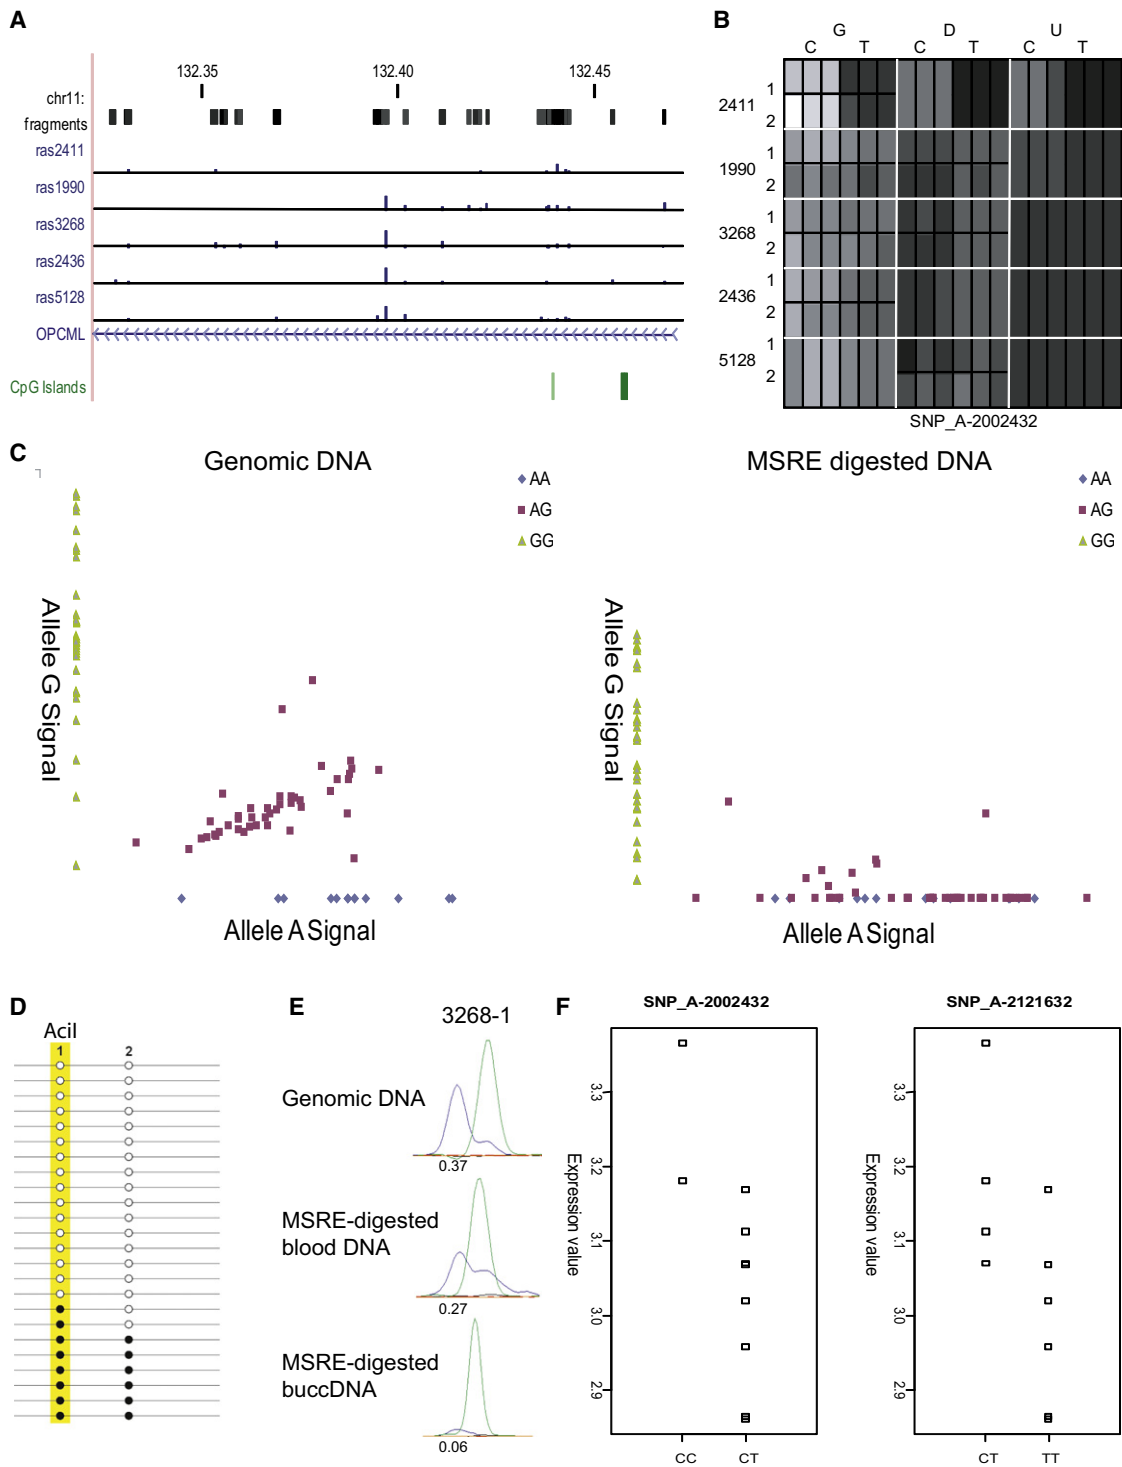 A
132.35 132.40 132.45
chr11:
fragments
ras2411
ras1990
ras3268
ras2436
ras5128
OPCML
CpG Islands
B
G D U
C T C T C T
2411 1 2
1990 1 2
3268 1 2
2436 1 2
5128 1 2
SNP_A-2002432
C
Genomic DNA
AA
AG
GG
Allele G Signal
Allele A Signal
MSRE digested DNA
AA
AG
GG
Allele G Signal
Allele A Signal
D
AciI
1 2
E
3268-1
Genomic DNA
0.37
MSRE-digested
blood DNA
0.27
MSRE-digested
buccDNA
0.06
F
SNP_A-2002432
Expression value
3.3
3.2
3.1
3.0
2.9
CC CT
SNP_A-2121632
Expression value
3.3
3.2
3.1
3.0
2.9
CT TT